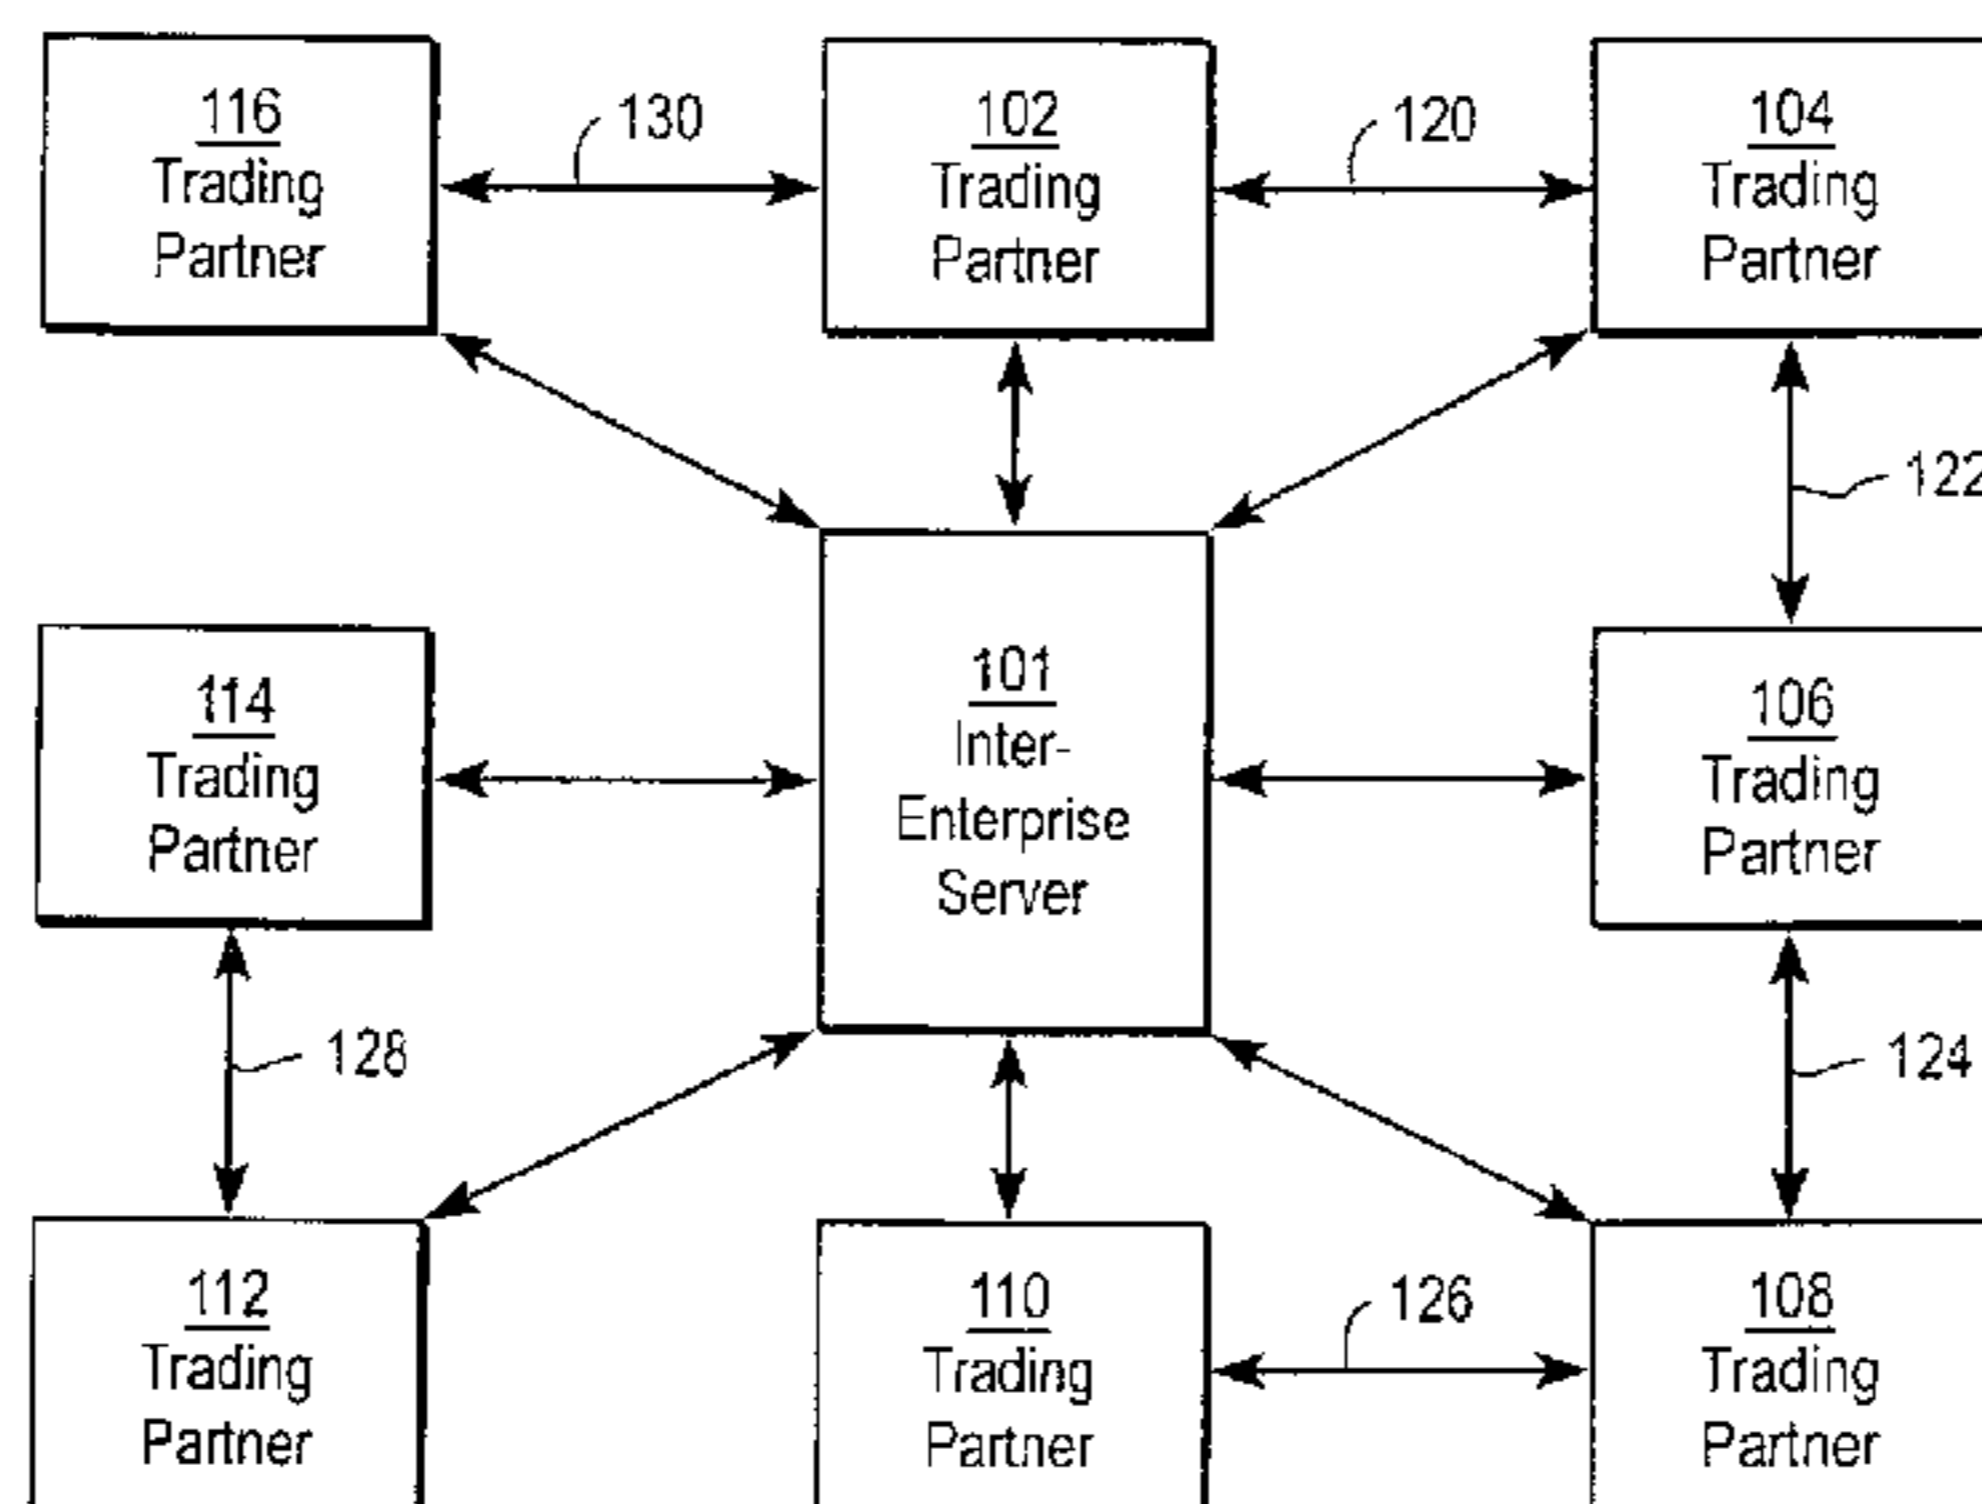 116
Trading
Partner
130
102
Trading
Partner
120
104
Trading
Partner
122
114
Trading
Partner
101
Inter-
Enterprise
Server
106
Trading
Partner
128
124
112
Trading
Partner
110
Trading
Partner
126
108
Trading
Partner